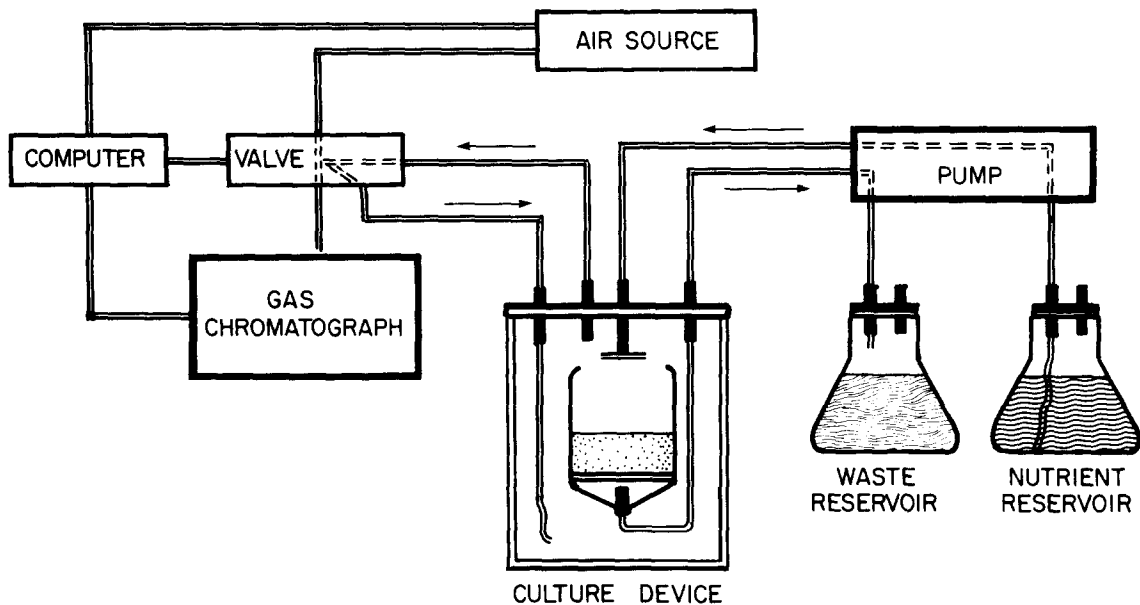 AIR SOURCE
COMPUTER
VALVE
PUMP
GAS
CHROMATOGRAPH
WASTE
RESERVOIR
NUTRIENT
RESERVOIR
CULTURE DEVICE